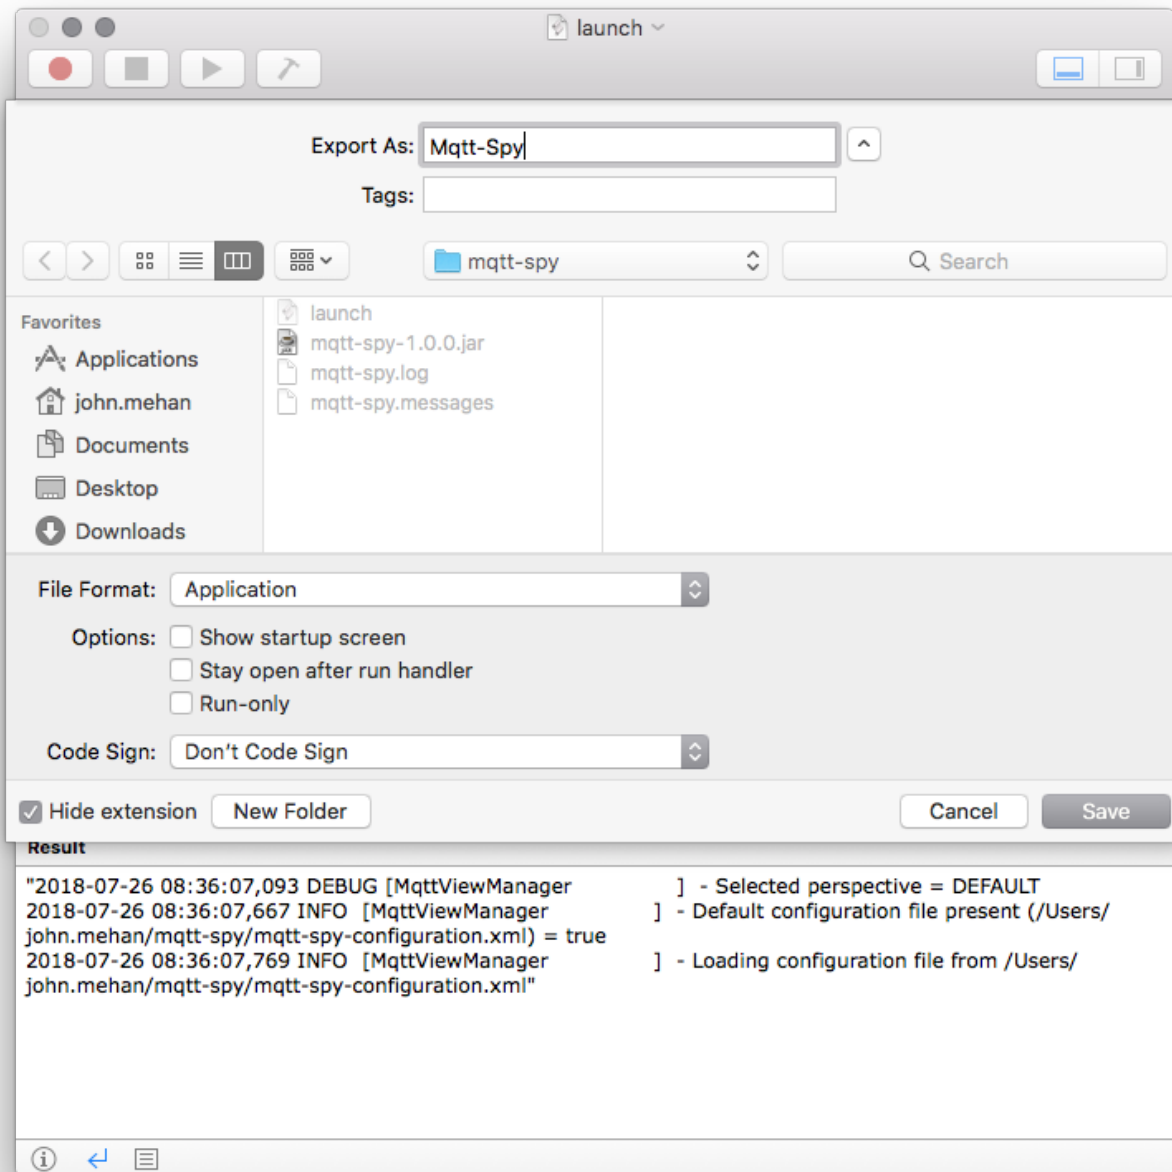 launch
Export As: Mqtt-Spy
Tags:
mqtt-spy
Search
Favorites
Applications
john.mehan
Documents
Desktop
Downloads
launch
mqtt-spy-1.0.0.jar
mqtt-spy.log
mqtt-spy.messages
File Format: Application
Options: Show startup screen
Stay open after run handler
Run-only
Code Sign: Don't Code Sign
Hide extension New Folder Cancel Save
Result
"2018-07-26 08:36:07,093 DEBUG [MqttViewManager ] - Selected perspective = DEFAULT
2018-07-26 08:36:07,667 INFO [MqttViewManager ] - Default configuration file present (/Users/
john.mehan/mqtt-spy/mqtt-spy-configuration.xml) = true
2018-07-26 08:36:07,769 INFO [MqttViewManager ] - Loading configuration file from /Users/
john.mehan/mqtt-spy/mqtt-spy-configuration.xml"